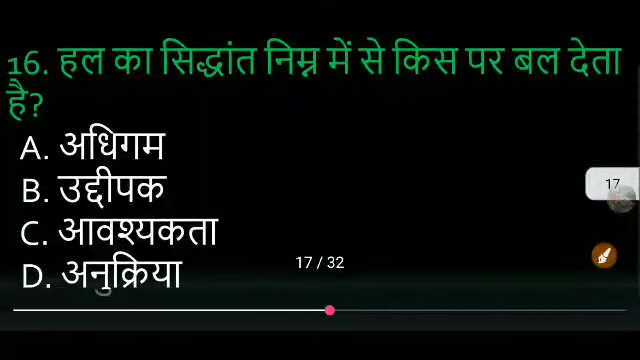 16. हल का सिद्धांत निम्न में से किस पर बल देता
है?
A. अधिगम
B. उद्दीपक
C. आवश्यकता
D. अनुक्रिया
17 / 32
17